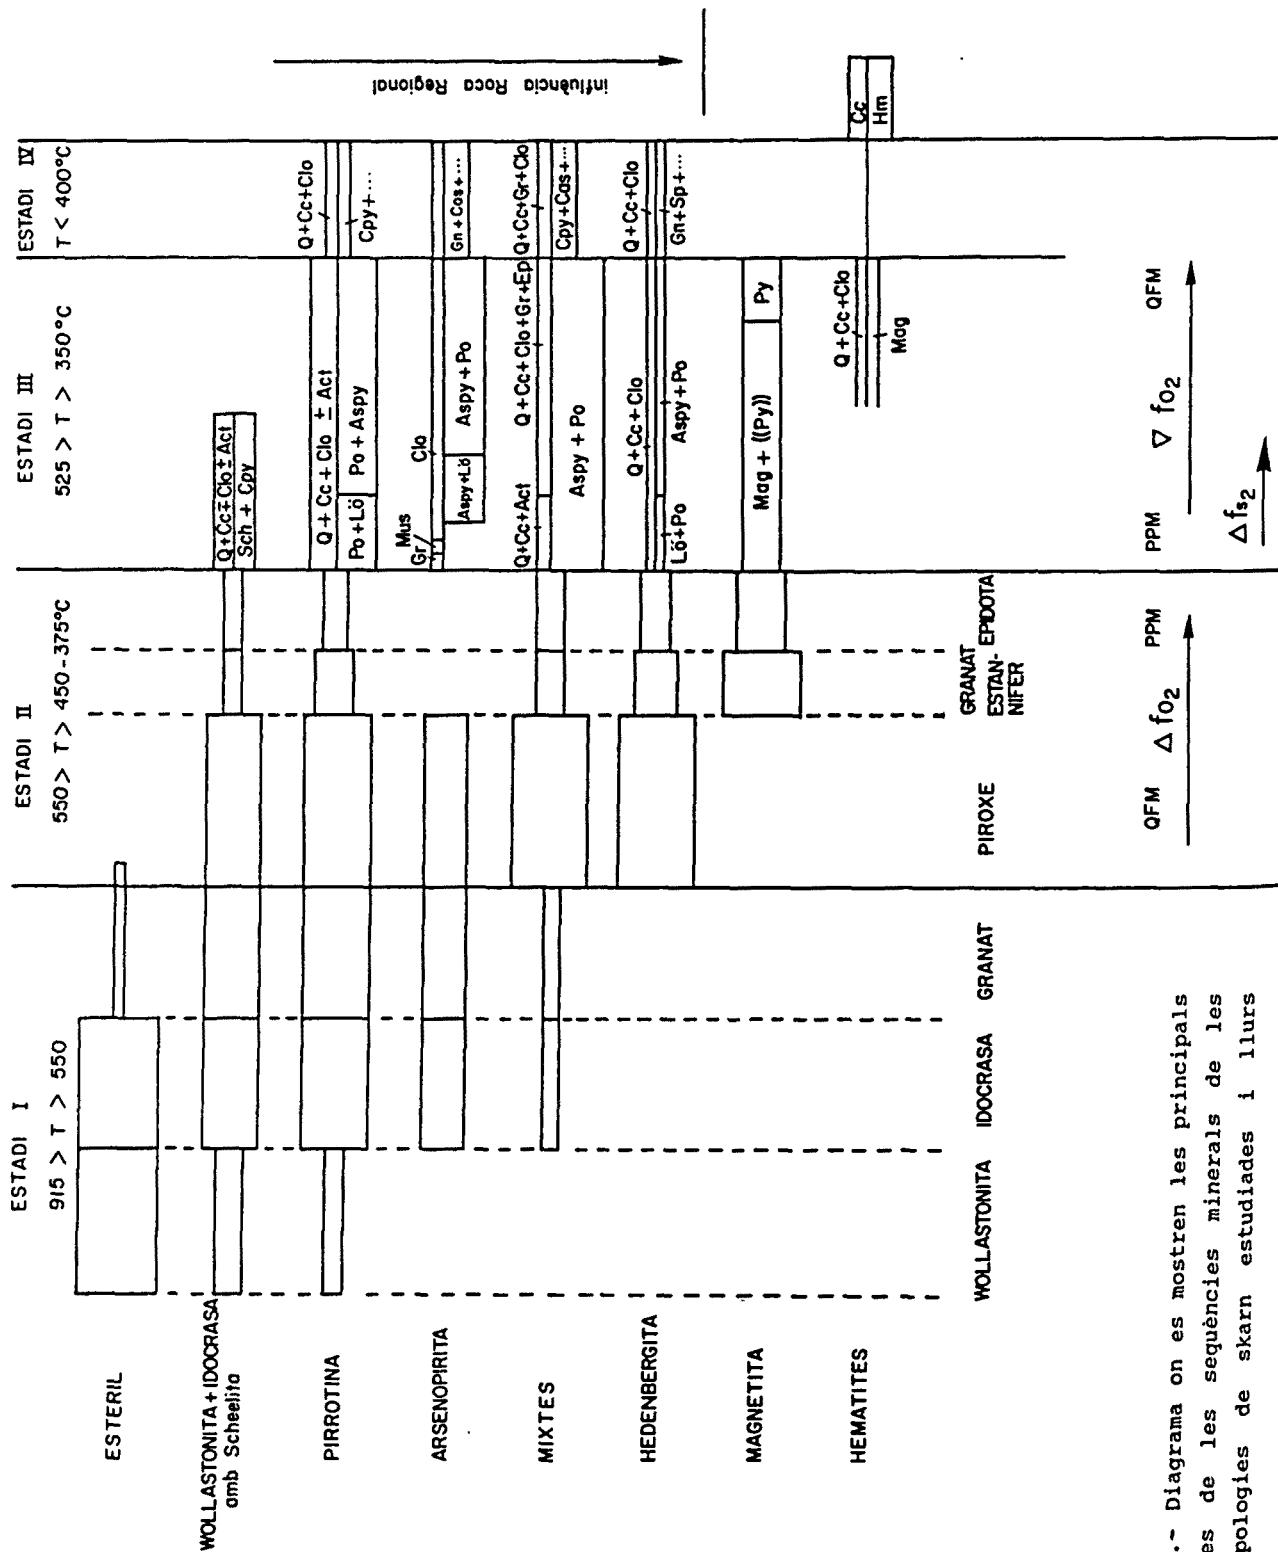 ESTADI I
915 > T > 550
ESTADI II
550 > T > 450-375°C
ESTADI III
525 > T > 350°C
ESTADI IV
T < 400°C
influència Roca Regional
ESTERIL
WOLLASTONITA+IDOCRASA
amb Scheelita
Q+Cc∓Clo±Act
Sch + Cpy
PIRROTINA
Q+Cc+Clo ± Act
Po+Lö
Po + Aspy
Q+Cc+Clo
Cpy+...
ARSENOPIRITA
Gr
Mus
Clo
Aspy+Lö
Aspy+Po
Gn+Cos+...
MIXTES
Q+Cc+Act
Q+Cc+Clo+Gr+Ep
Aspy + Po
Q+Cc+Gr+Clo
Cpy+Cas+...
HEDENBERGITA
Q+Cc+Clo
Lö+Po
Aspy+Po
Q+Cc+Clo
Gn+Sp+...
MAGNETITA
Mag + ((Py))
Py
HEMATITES
Q+Cc+Clo
Mag
Cc
Hm
WOLLASTONITA
IDOCRASA
GRANAT
PIROXE
GRANAT
ESTAN-
NIFER
EPIDOTA
QFM Δ fo2 PPM
PPM ∇ fo2 QFM
Δfs2
.- Diagrama on es mostren les principals
es de les seqüències minerals de les
pologies de skarn estudiades i llurs